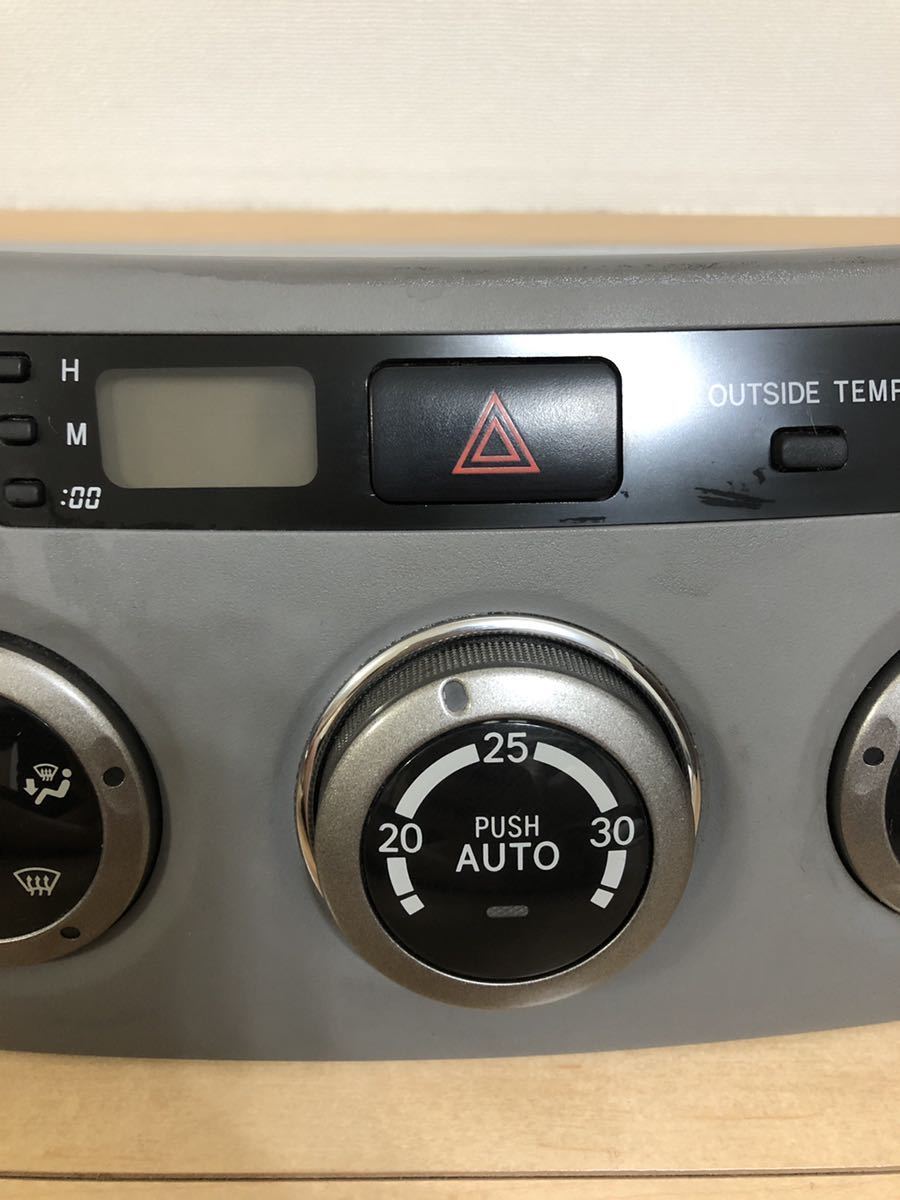 H
M
:00
OUTSIDE TEMP
25
20
30
PUSH
AUTO